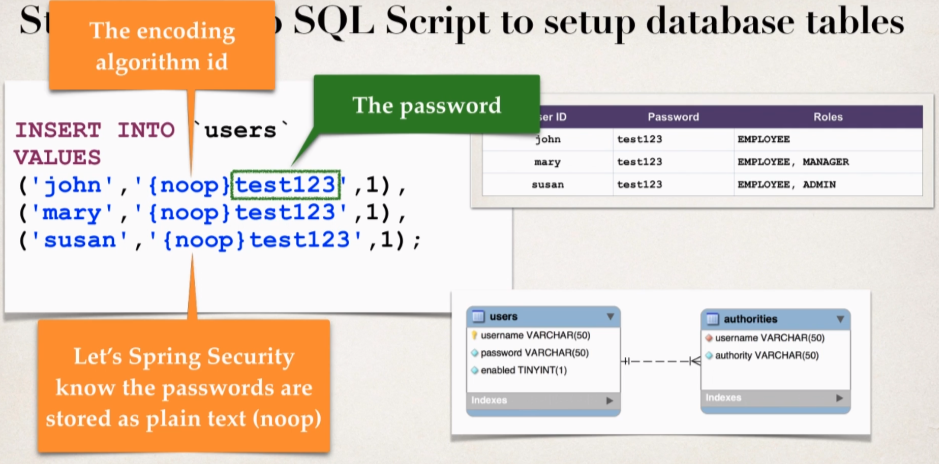 St
SQL Script to setup database tables
The encoding
algorithm id
The password
INSERT INTO `users`
VALUES
('john','{noop}test123',1),
('mary','{noop}test123',1),
('susan','{noop}test123',1);
ser ID Password Roles
john test123 EMPLOYEE
mary test123 EMPLOYEE, MANAGER
susan test123 EMPLOYEE, ADMIN
Let's Spring Security
know the passwords are
stored as plain text (noop)
users
username VARCHAR(50)
password VARCHAR(50)
enabled TINYINT(1)
Indexes
authorities
username VARCHAR(50)
authority VARCHAR(50)
Indexes